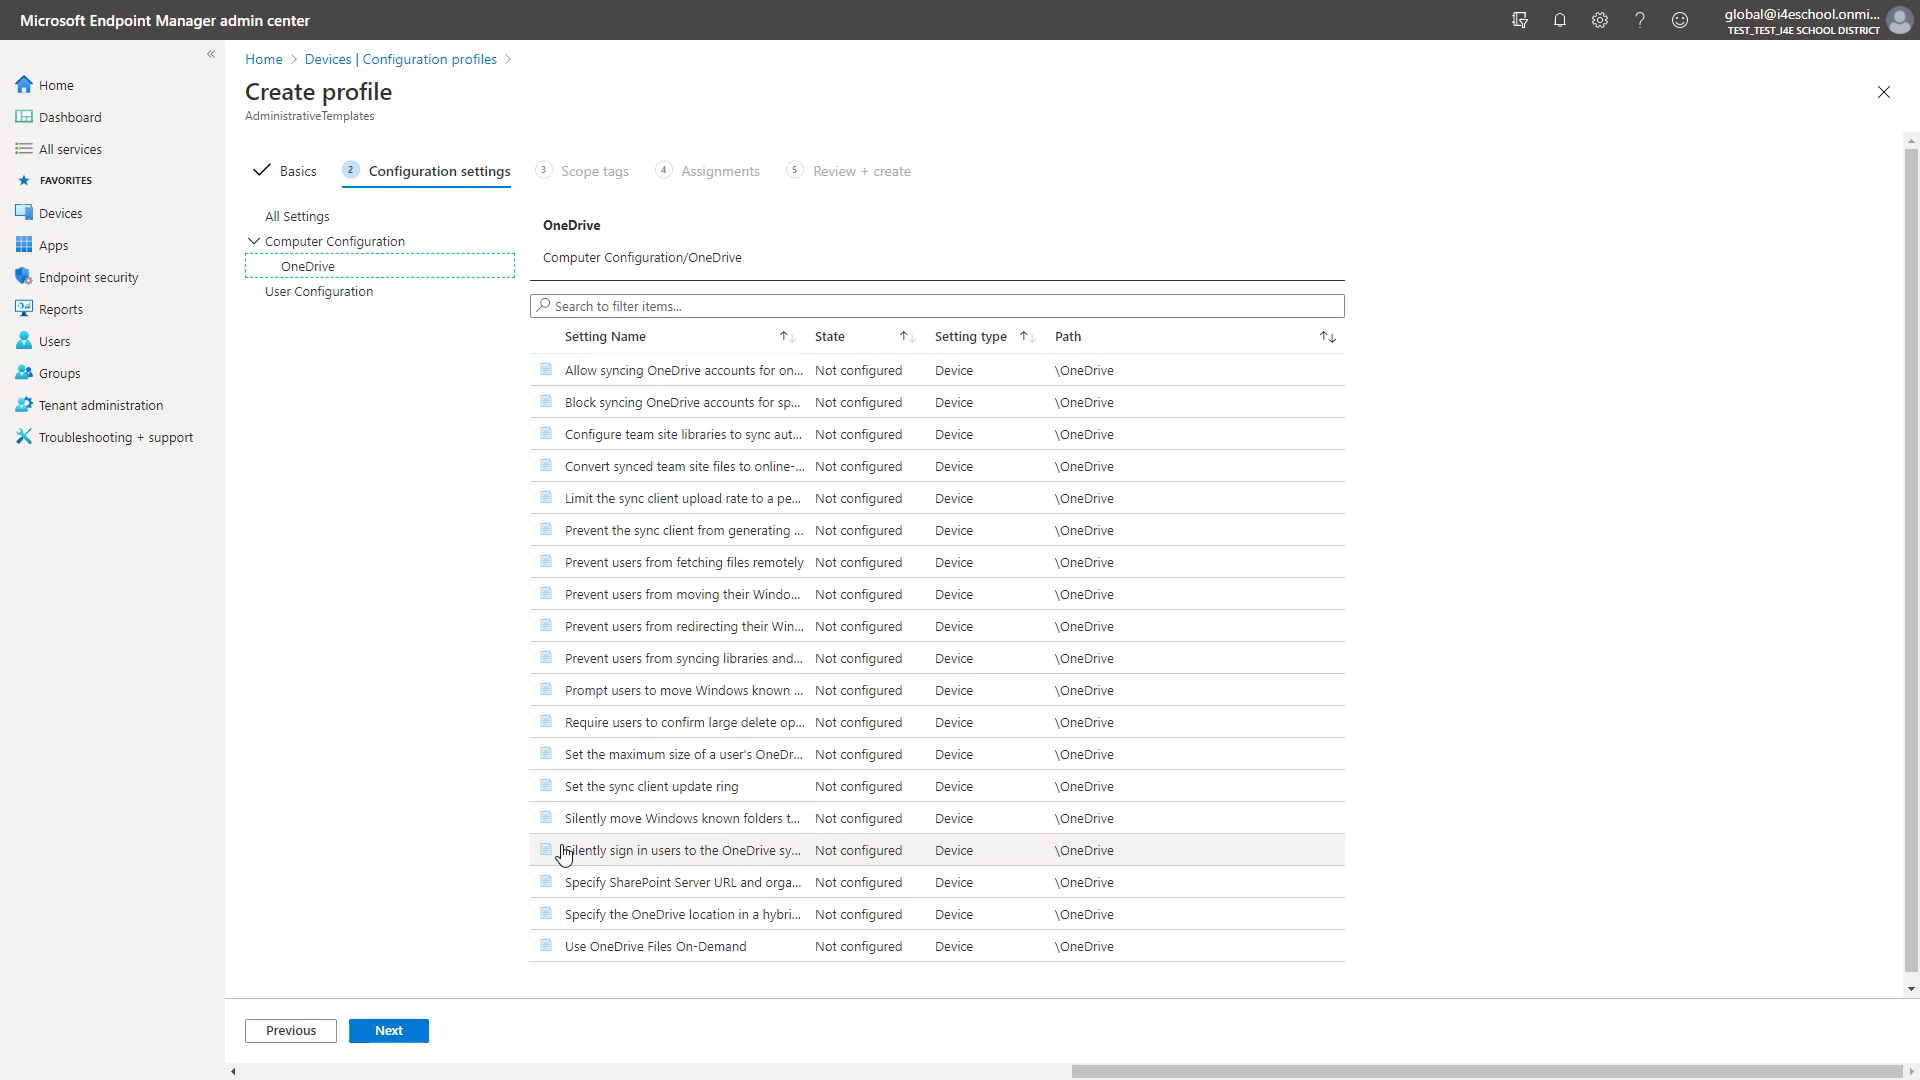 Microsoft Endpoint Manager admin center
global@i4eschool.onmi...
TEST_TEST_I4E SCHOOL DISTRICT
Home
Dashboard
All services
FAVORITES
Devices
Apps
Endpoint security
Reports
Users
Groups
Tenant administration
Troubleshooting + support
Home > Devices | Configuration profiles >
Create profile
AdministrativeTemplates
Basics 2 Configuration settings 3 Scope tags 4 Assignments 5 Review + create
All Settings
Computer Configuration
OneDrive
User Configuration
OneDrive
Computer Configuration/OneDrive
Search to filter items...
Setting Name State Setting type Path
Allow syncing OneDrive accounts for on... Not configured Device \OneDrive
Block syncing OneDrive accounts for sp... Not configured Device \OneDrive
Configure team site libraries to sync aut... Not configured Device \OneDrive
Convert synced team site files to online-... Not configured Device \OneDrive
Limit the sync client upload rate to a pe... Not configured Device \OneDrive
Prevent the sync client from generating ... Not configured Device \OneDrive
Prevent users from fetching files remotely Not configured Device \OneDrive
Prevent users from moving their Windo... Not configured Device \OneDrive
Prevent users from redirecting their Win... Not configured Device \OneDrive
Prevent users from syncing libraries and... Not configured Device \OneDrive
Prompt users to move Windows known ... Not configured Device \OneDrive
Require users to confirm large delete op... Not configured Device \OneDrive
Set the maximum size of a user's OneDr... Not configured Device \OneDrive
Set the sync client update ring Not configured Device \OneDrive
Silently move Windows known folders t... Not configured Device \OneDrive
Silently sign in users to the OneDrive sy... Not configured Device \OneDrive
Specify SharePoint Server URL and orga... Not configured Device \OneDrive
Specify the OneDrive location in a hybri... Not configured Device \OneDrive
Use OneDrive Files On-Demand Not configured Device \OneDrive
Previous Next